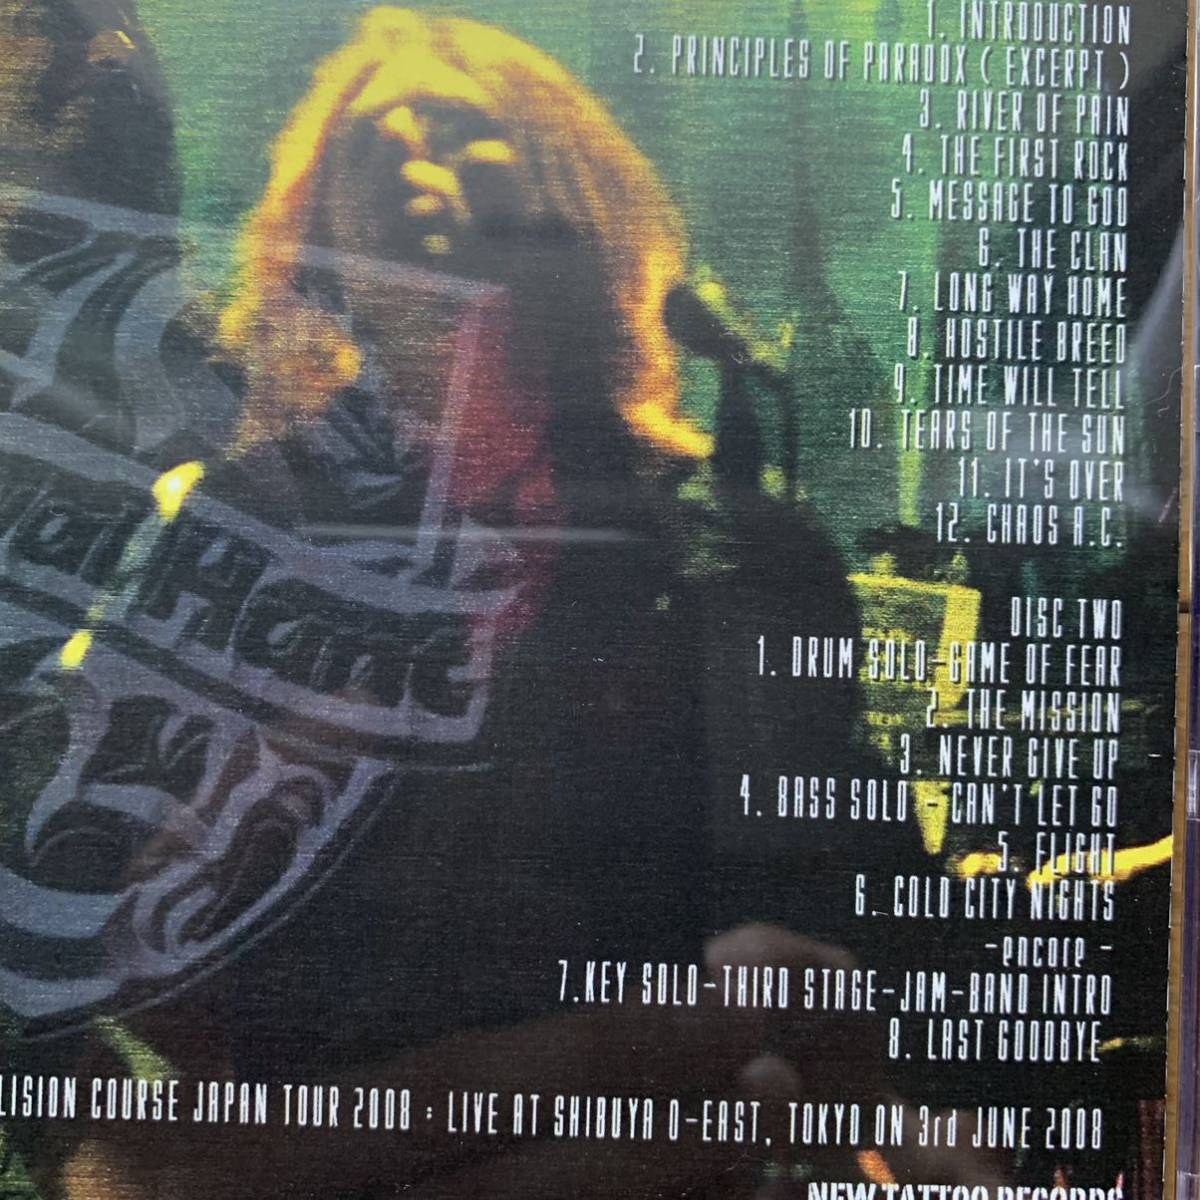 1. INTRODUCTION
2. PRINCIPLES OF PARADOX ( EXCERPT )
3. RIVER OF PAIN
4. THE FIRST ROCK
5. MESSAGE TO GOD
6. THE CLAN
7. LONG WAY HOME
8. HOSTILE BREED
9. TIME WILL TELL
10. TEARS OF THE SUN
11. IT'S OVER
12. CHAOS A.C.
DISC TWO
1. DRUM SOLO-GAME OF FEAR
2. THE MISSION
3. NEVER GIVE UP
4. BASS SOLO - CAN'T LET GO
5. FLIGHT
6. COLD CITY NIGHTS
-encore -
7.KEY SOLO-THIRD STAGE-JAM-BAND INTRO
8. LAST GOODBYE
LISION COURSE JAPAN TOUR 2008 : LIVE AT SHIBUYA O-EAST, TOKYO ON 3rd JUNE 2008
NEW TATTOO RECORDS